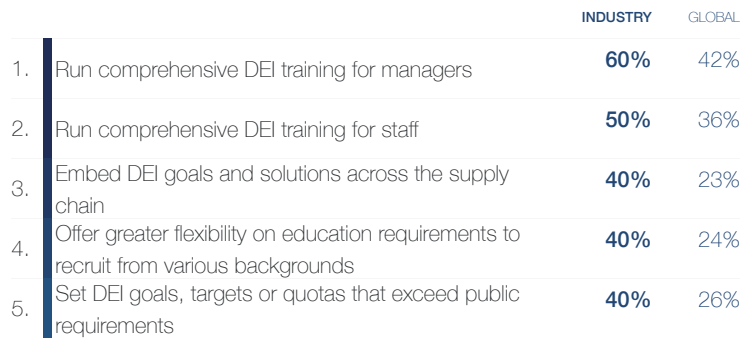 INDUSTRY GLOBAL
1. Run comprehensive DEI training for managers 60% 42%
2. Run comprehensive DEI training for staff 50% 36%
3. Embed DEI goals and solutions across the supply
chain 40% 23%
4. Offer greater flexibility on education requirements to
recruit from various backgrounds 40% 24%
5. Set DEI goals, targets or quotas that exceed public
requirements 40% 26%